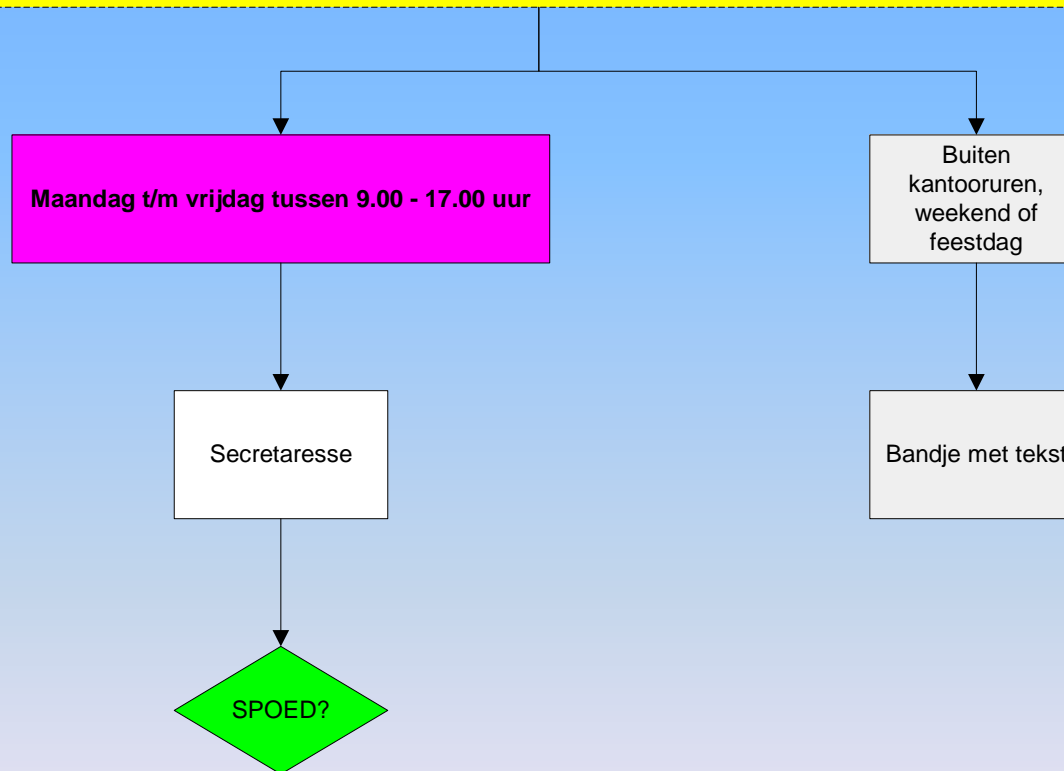 Maandag t/m vrijdag tussen 9.00 - 17.00 uur
Buiten
kantooruren,
weekend of
feestdag
Secretaresse
Bandje met tekst
SPOED?